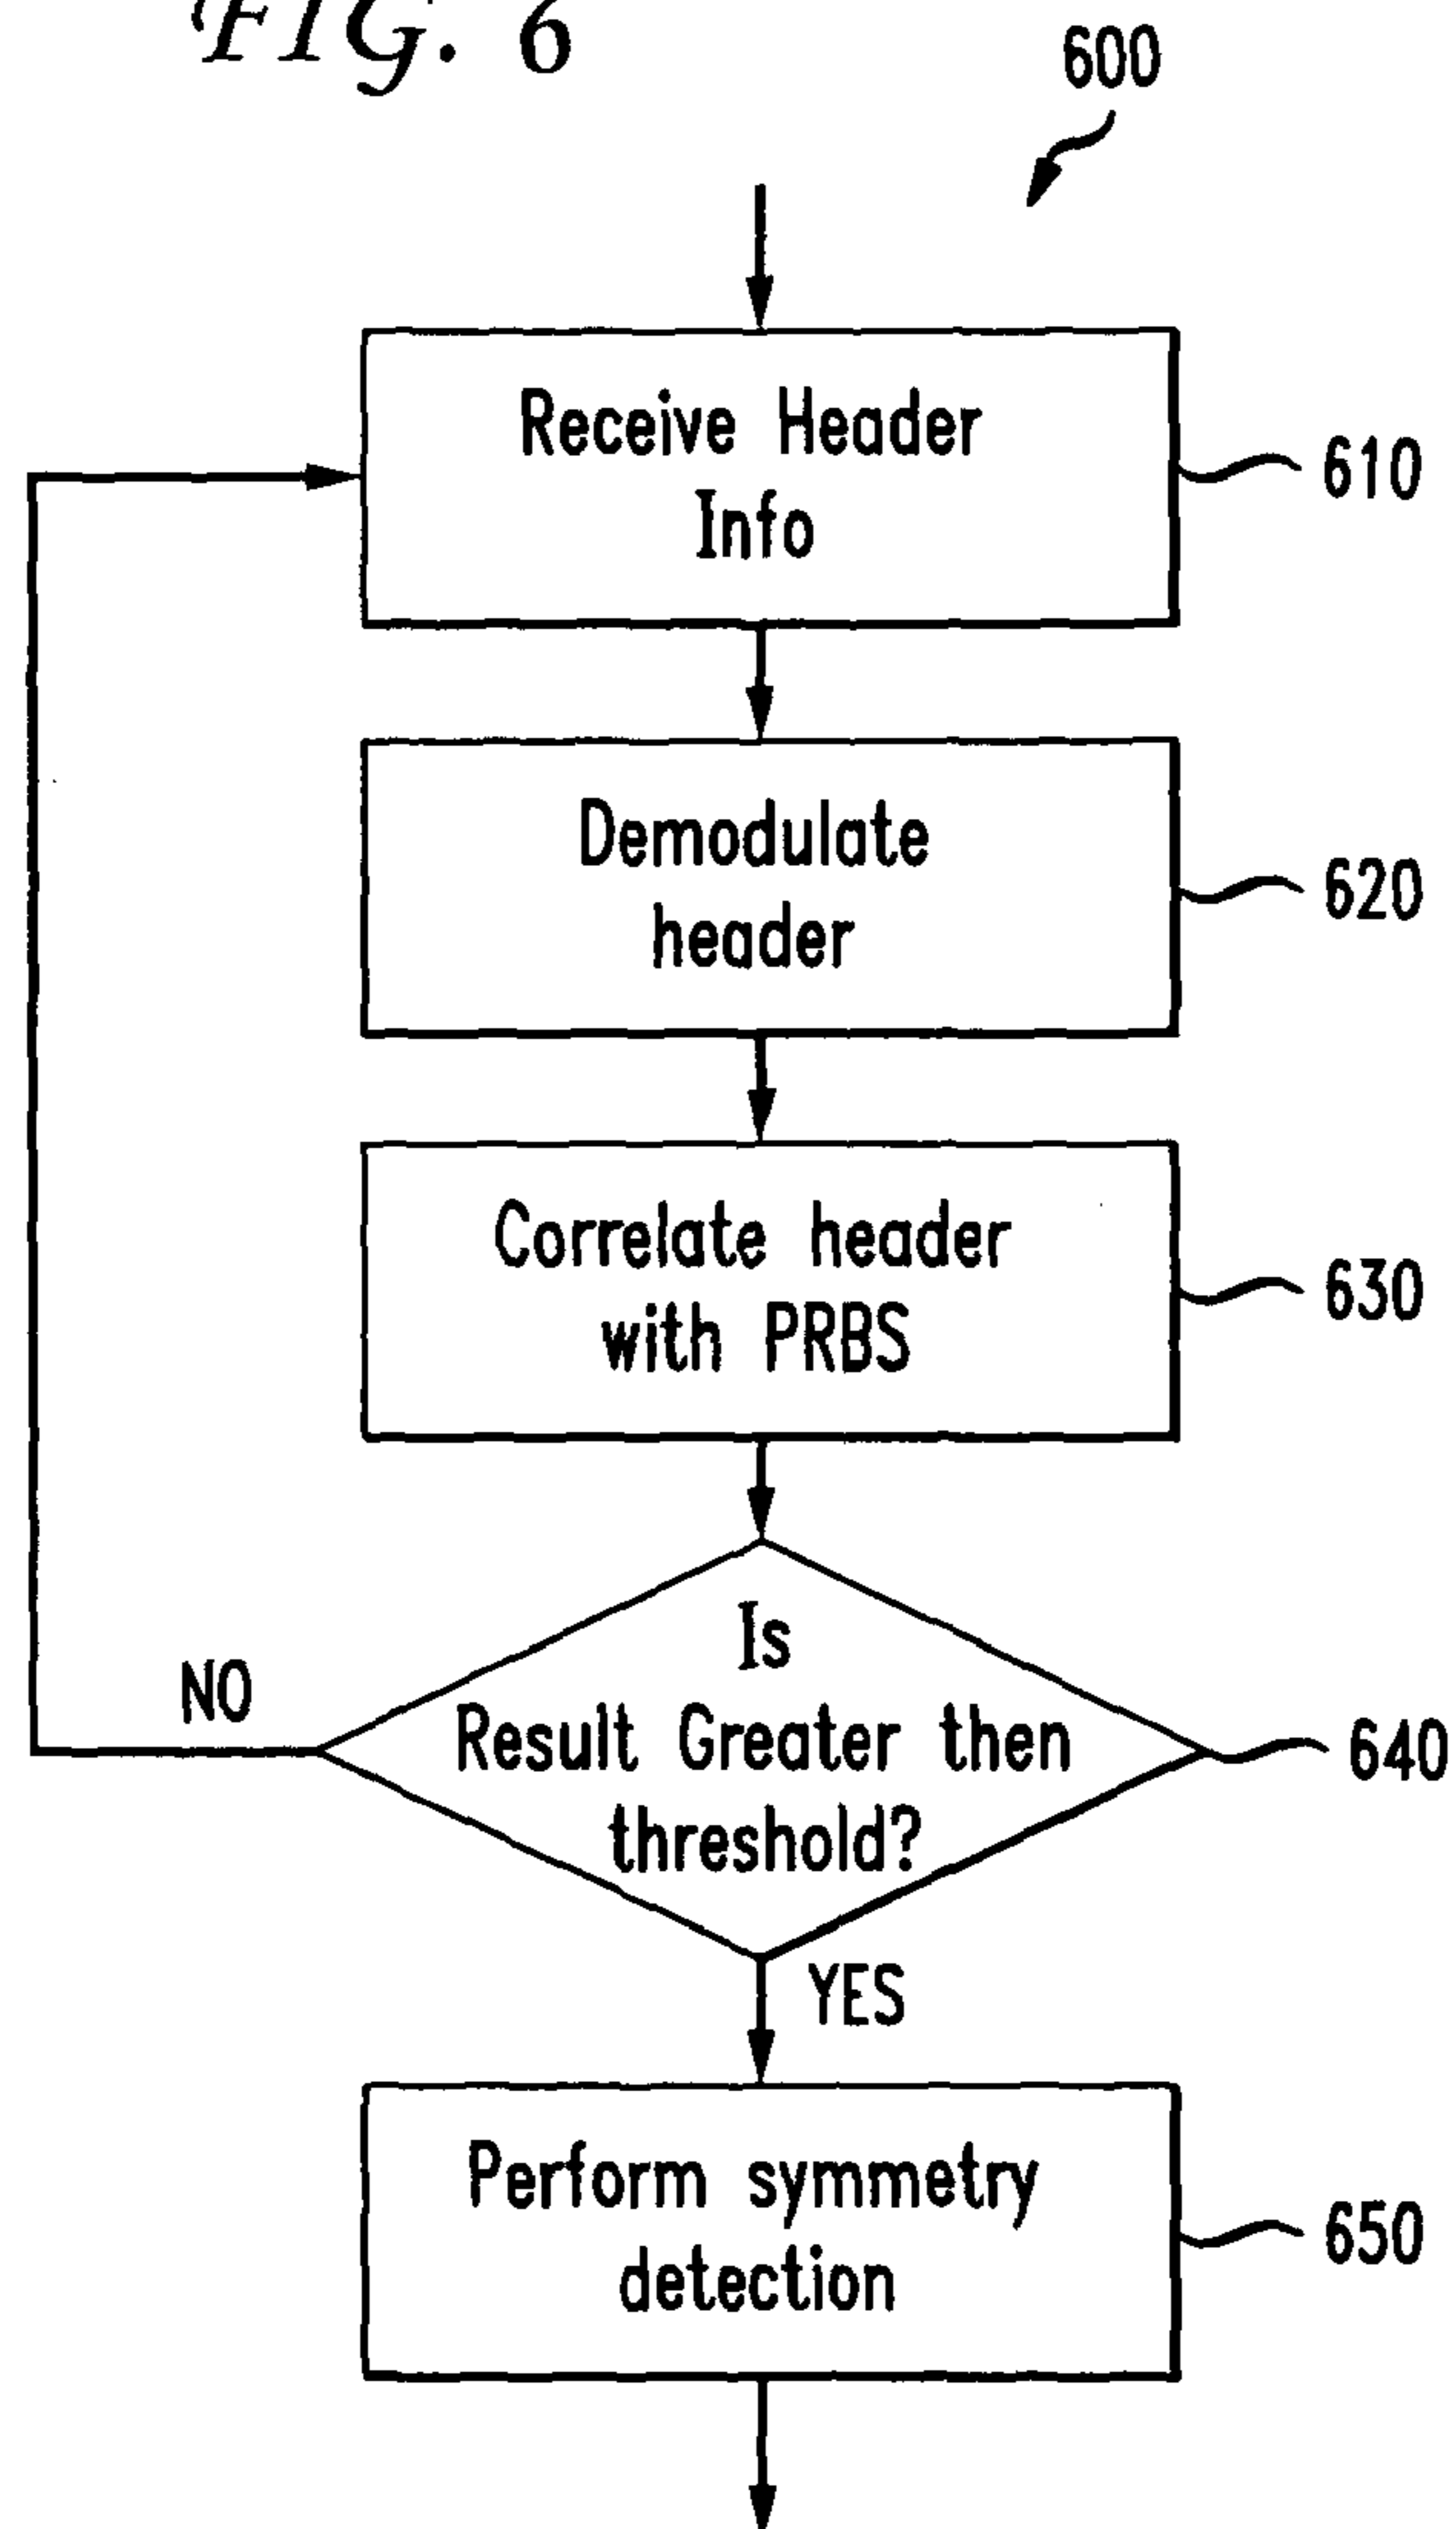 FIG. 6
600
Receive Header
Info
610
Demodulate
header
620
Correlate header
with PRBS
630
Is
Result Greater then
threshold?
640
NO
YES
Perform symmetry
detection
650